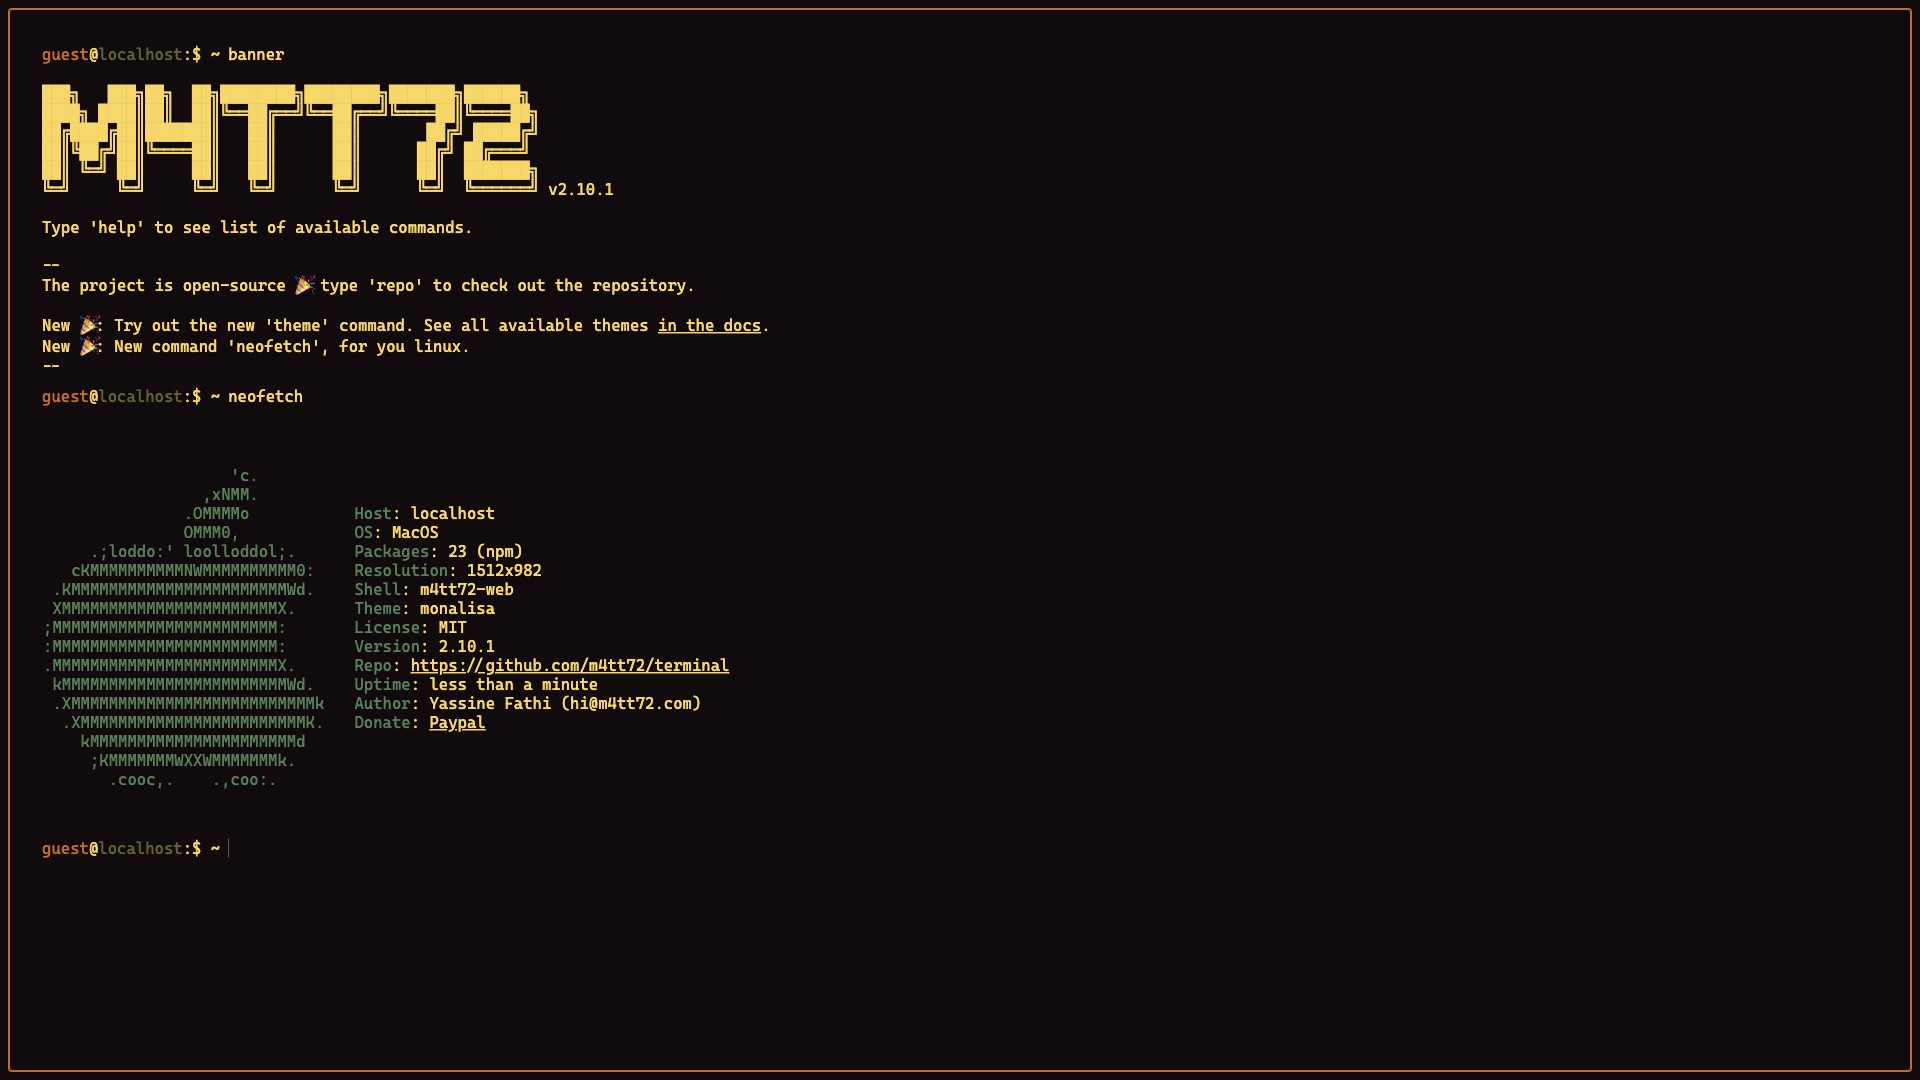 guest@localhost:$ ~ banner
M4TT72 v2.10.1
Type 'help' to see list of available commands.
--
The project is open-source 🎉 type 'repo' to check out the repository.
New 🎉: Try out the new 'theme' command. See all available themes in the docs.
New 🎉: New command 'neofetch', for you linux.
--
guest@localhost:$ ~ neofetch
'c.
,xNMM.
.OMMMMo Host: localhost
OMMM0, OS: MacOS
.;loddo:' loolloddol;. Packages: 23 (npm)
cKMMMMMMMMMMNWMMMMMMMMMM0: Resolution: 1512x982
.KMMMMMMMMMMMMMMMMMMMMMMMWd. Shell: m4tt72-web
XMMMMMMMMMMMMMMMMMMMMMMMX. Theme: monalisa
;MMMMMMMMMMMMMMMMMMMMMMMM: License: MIT
:MMMMMMMMMMMMMMMMMMMMMMMM: Version: 2.10.1
.MMMMMMMMMMMMMMMMMMMMMMMMX. Repo: https://github.com/m4tt72/terminal
kMMMMMMMMMMMMMMMMMMMMMMMMWd. Uptime: less than a minute
.XMMMMMMMMMMMMMMMMMMMMMMMMMMk Author: Yassine Fathi (hi@m4tt72.com)
.XMMMMMMMMMMMMMMMMMMMMMMMMK. Donate: Paypal
kMMMMMMMMMMMMMMMMMMMMMMd
;KMMMMMMMWXXWMMMMMMMk.
.cooc,. .,coo:.
guest@localhost:$ ~